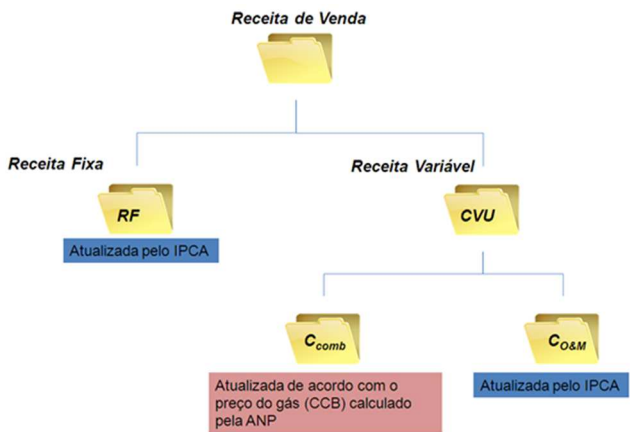 Receita de Venda
Receita Fixa
Receita Variável
RF
CVU
Atualizada pelo IPCA
Ccomb
CO&M
Atualizada de acordo com o
preço do gás (CCB) calculado
pela ANP
Atualizada pelo IPCA